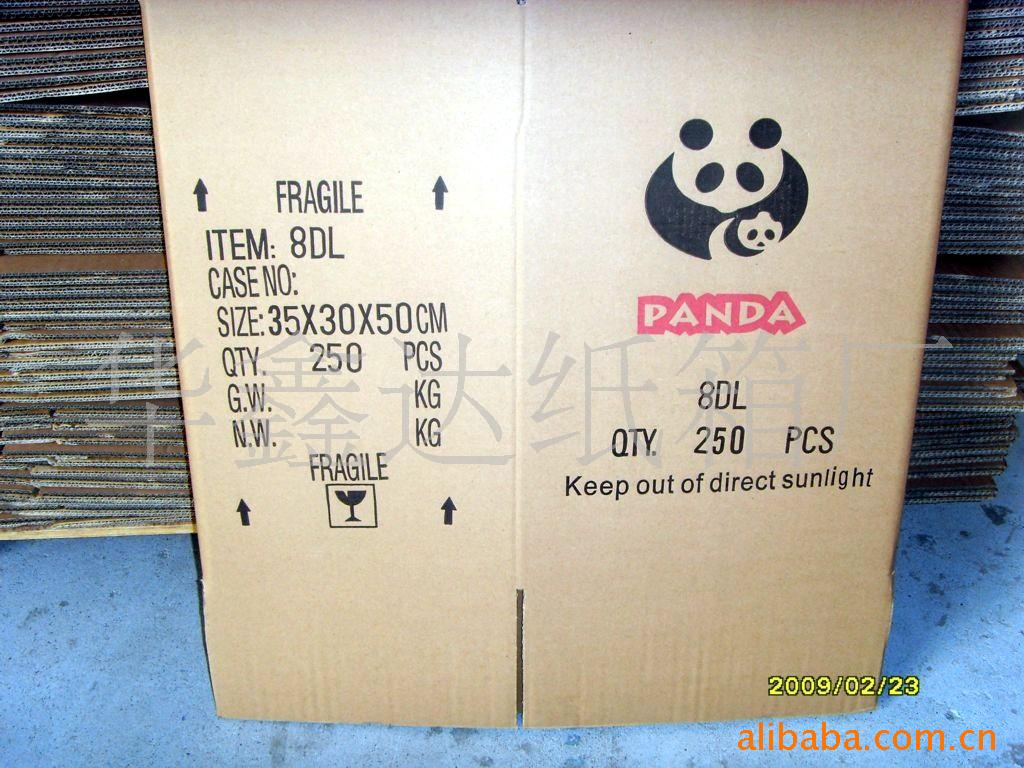 FRAGILE
ITEM: 8DL
CASE NO:
SIZE: 35X30X50CM
QTY. 250 PCS
G.W. KG
N.W. KG
FRAGILE
PANDA
8DL
QTY. 250 PCS
Keep out of direct sunlight
华鑫达纸箱厂
2009/02/23
alibaba.com.cn